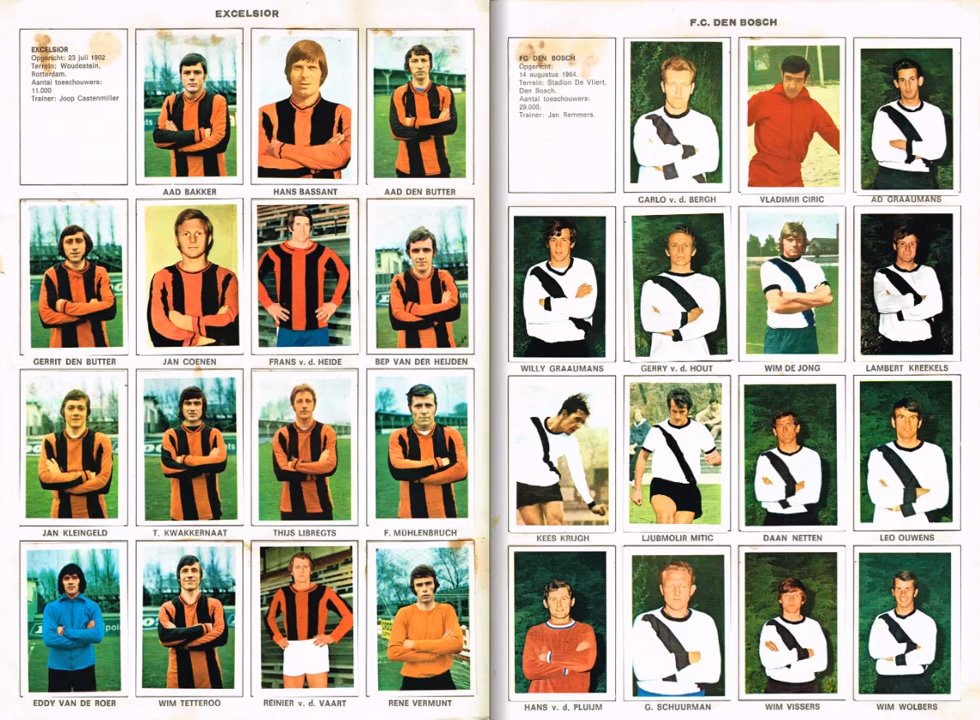 EXCELSIOR
EXCELSIOR
Opgericht: 23 juli 1902
Terrein: Woudestein,
Rotterdam.
Aantal toeschouwers:
11.000
Trainer: Joop Castenmiller
AAD BAKKER
HANS BASSANT
AAD DEN BUTTER
GERRIT DEN BUTTER
JAN COENEN
FRANS v. d. HEIDE
BEP VAN DER HEIJDEN
JAN KLEINGELD
T. KWAKKERNAAT
THIJS LIBREGTS
F. MÜHLENBRUCH
EDDY VAN DE ROER
WIM TETTEROO
REINIER v. d. VAART
RENE VERMUNT
F.C. DEN BOSCH
FC DEN BOSCH
Opgericht:
14 augustus 1964.
Terrein: Stadion De Vliert,
Den Bosch.
Aantal toeschouwers:
29.000.
Trainer: Jan Remmers.
CARLO v. d. BERGH
VLADIMIR CIRIC
AD GRAAUMANS
WILLY GRAAUMANS
GERRY v. d. HOUT
WIM DE JONG
LAMBERT KREEKELS
KEES KRIJGH
LJUBMOLIR MITIC
DAAN NETTEN
LEO OUWENS
HANS v. d. PLUIJM
G. SCHUURMAN
WIM VISSERS
WIM WOLBERS